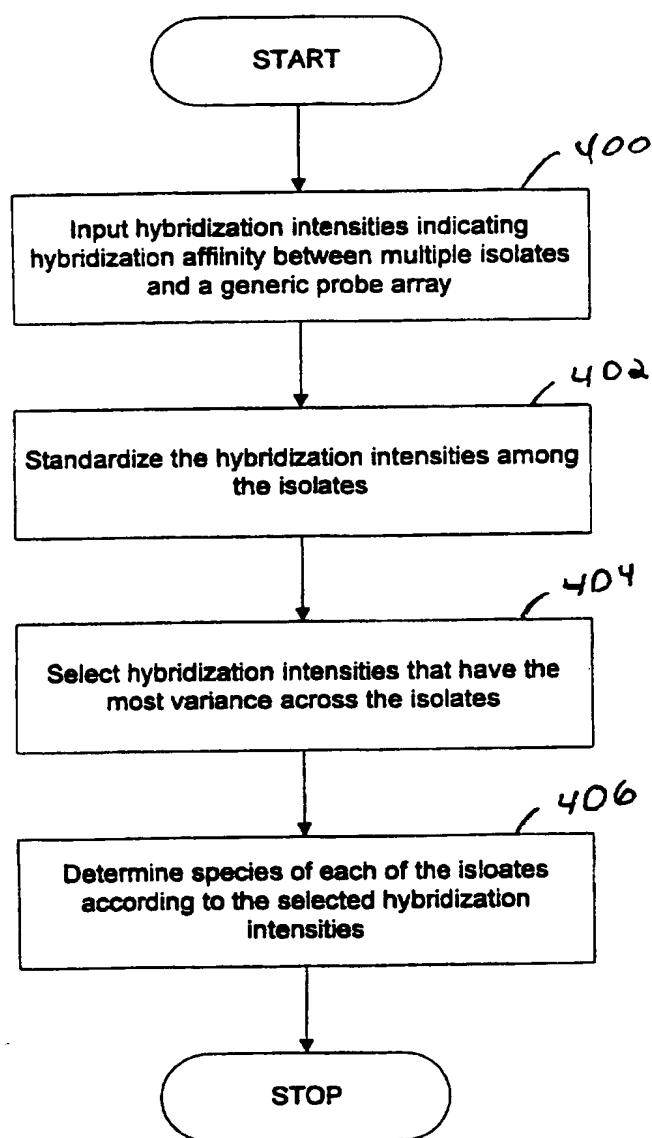 START
400
Input hybridization intensities indicating
hybridization affiinity between multiple isolates
and a generic probe array
402
Standardize the hybridization intensities among
the isolates
404
Select hybridization intensities that have the
most variance across the isolates
406
Determine species of each of the isloates
according to the selected hybridization
intensities
STOP